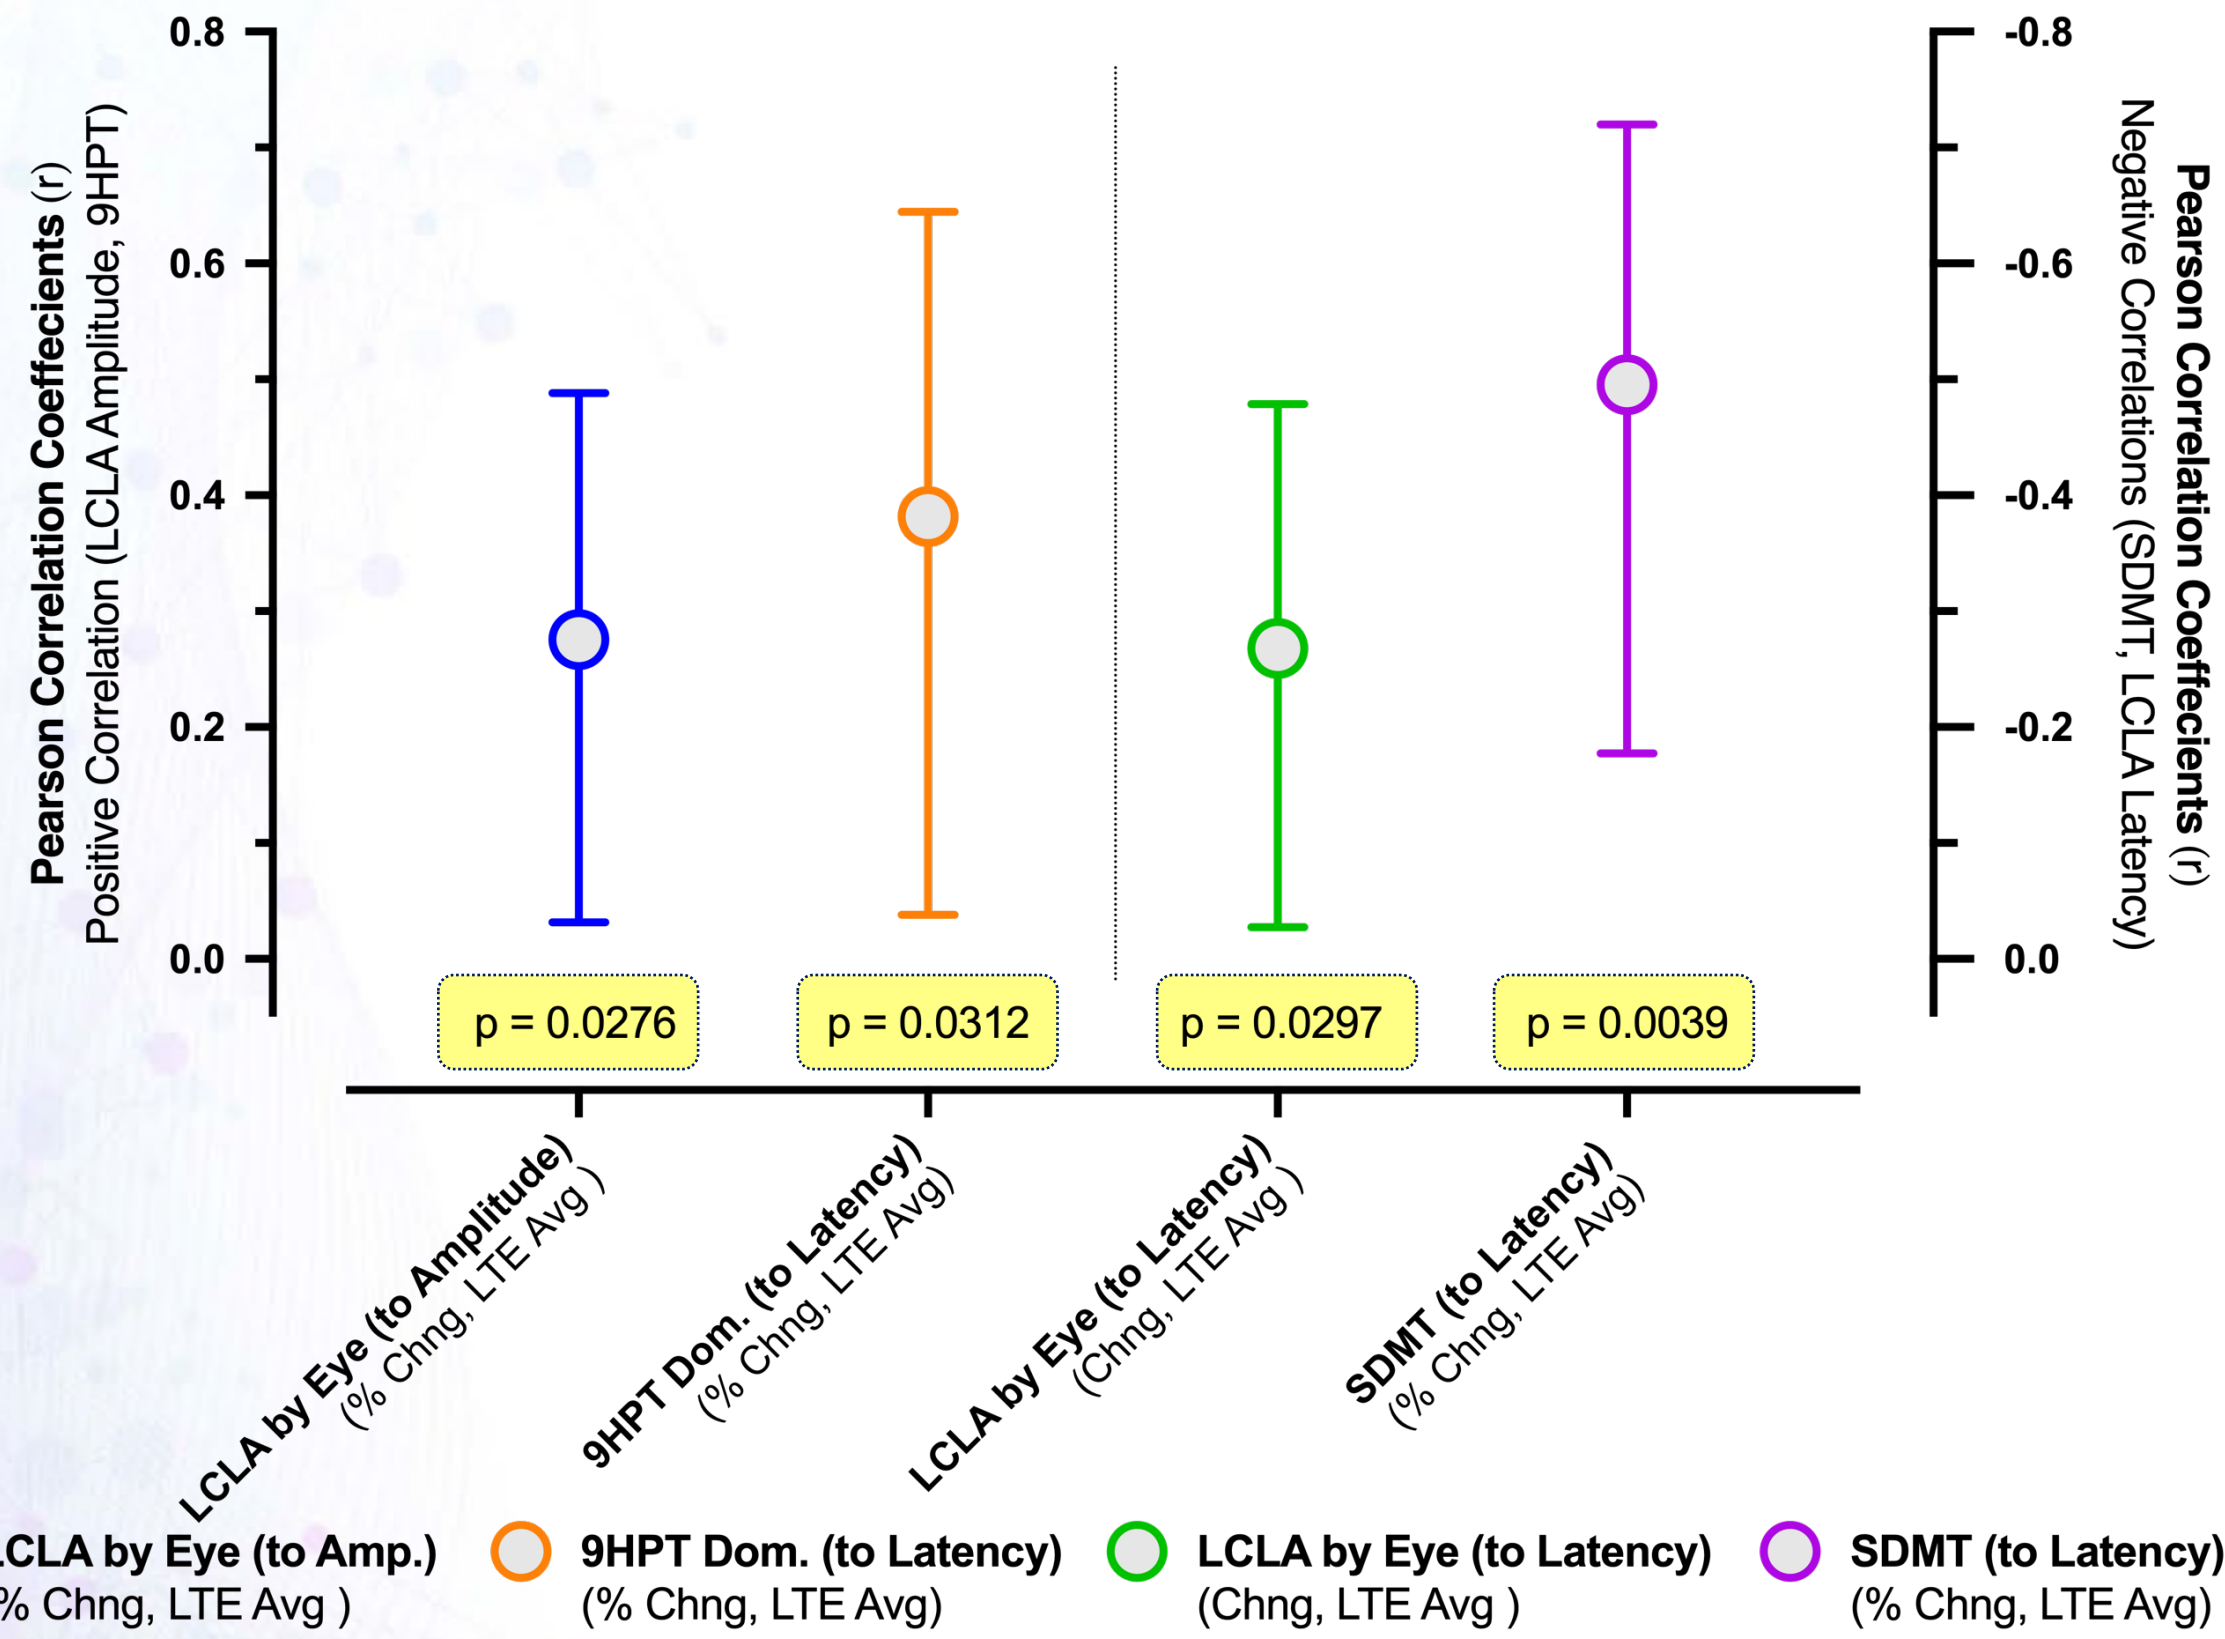 Pearson Correlation Coeffecients (r)
Positive Correlation (LCLA Amplitude, 9HPT)
0.8
0.6
0.4
0.2
0.0
-0.8
-0.6
-0.4
-0.2
0.0
Pearson Correlation Coeffecients (r)
Negative Correlations (SDMT, LCLA Latency)
p = 0.0276
p = 0.0312
p = 0.0297
p = 0.0039
LCLA by Eye (to Amplitude)
(% Chng, LTE Avg )
9HPT Dom. (to Latency)
(% Chng, LTE Avg)
LCLA by Eye (to Latency)
(Chng, LTE Avg )
SDMT (to Latency)
(% Chng, LTE Avg)
CLA by Eye (to Amp.)
% Chng, LTE Avg )
9HPT Dom. (to Latency)
(% Chng, LTE Avg)
LCLA by Eye (to Latency)
(Chng, LTE Avg )
SDMT (to Latency)
(% Chng, LTE Avg)